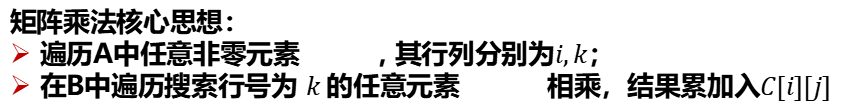 矩阵乘法核心思想：
➢ 遍历A中任意非零元素 , 其行列分别为𝑖, 𝑘；
➢ 在B中遍历搜索行号为 𝑘 的任意元素 相乘，结果累加入𝐶[𝑖][𝑗]